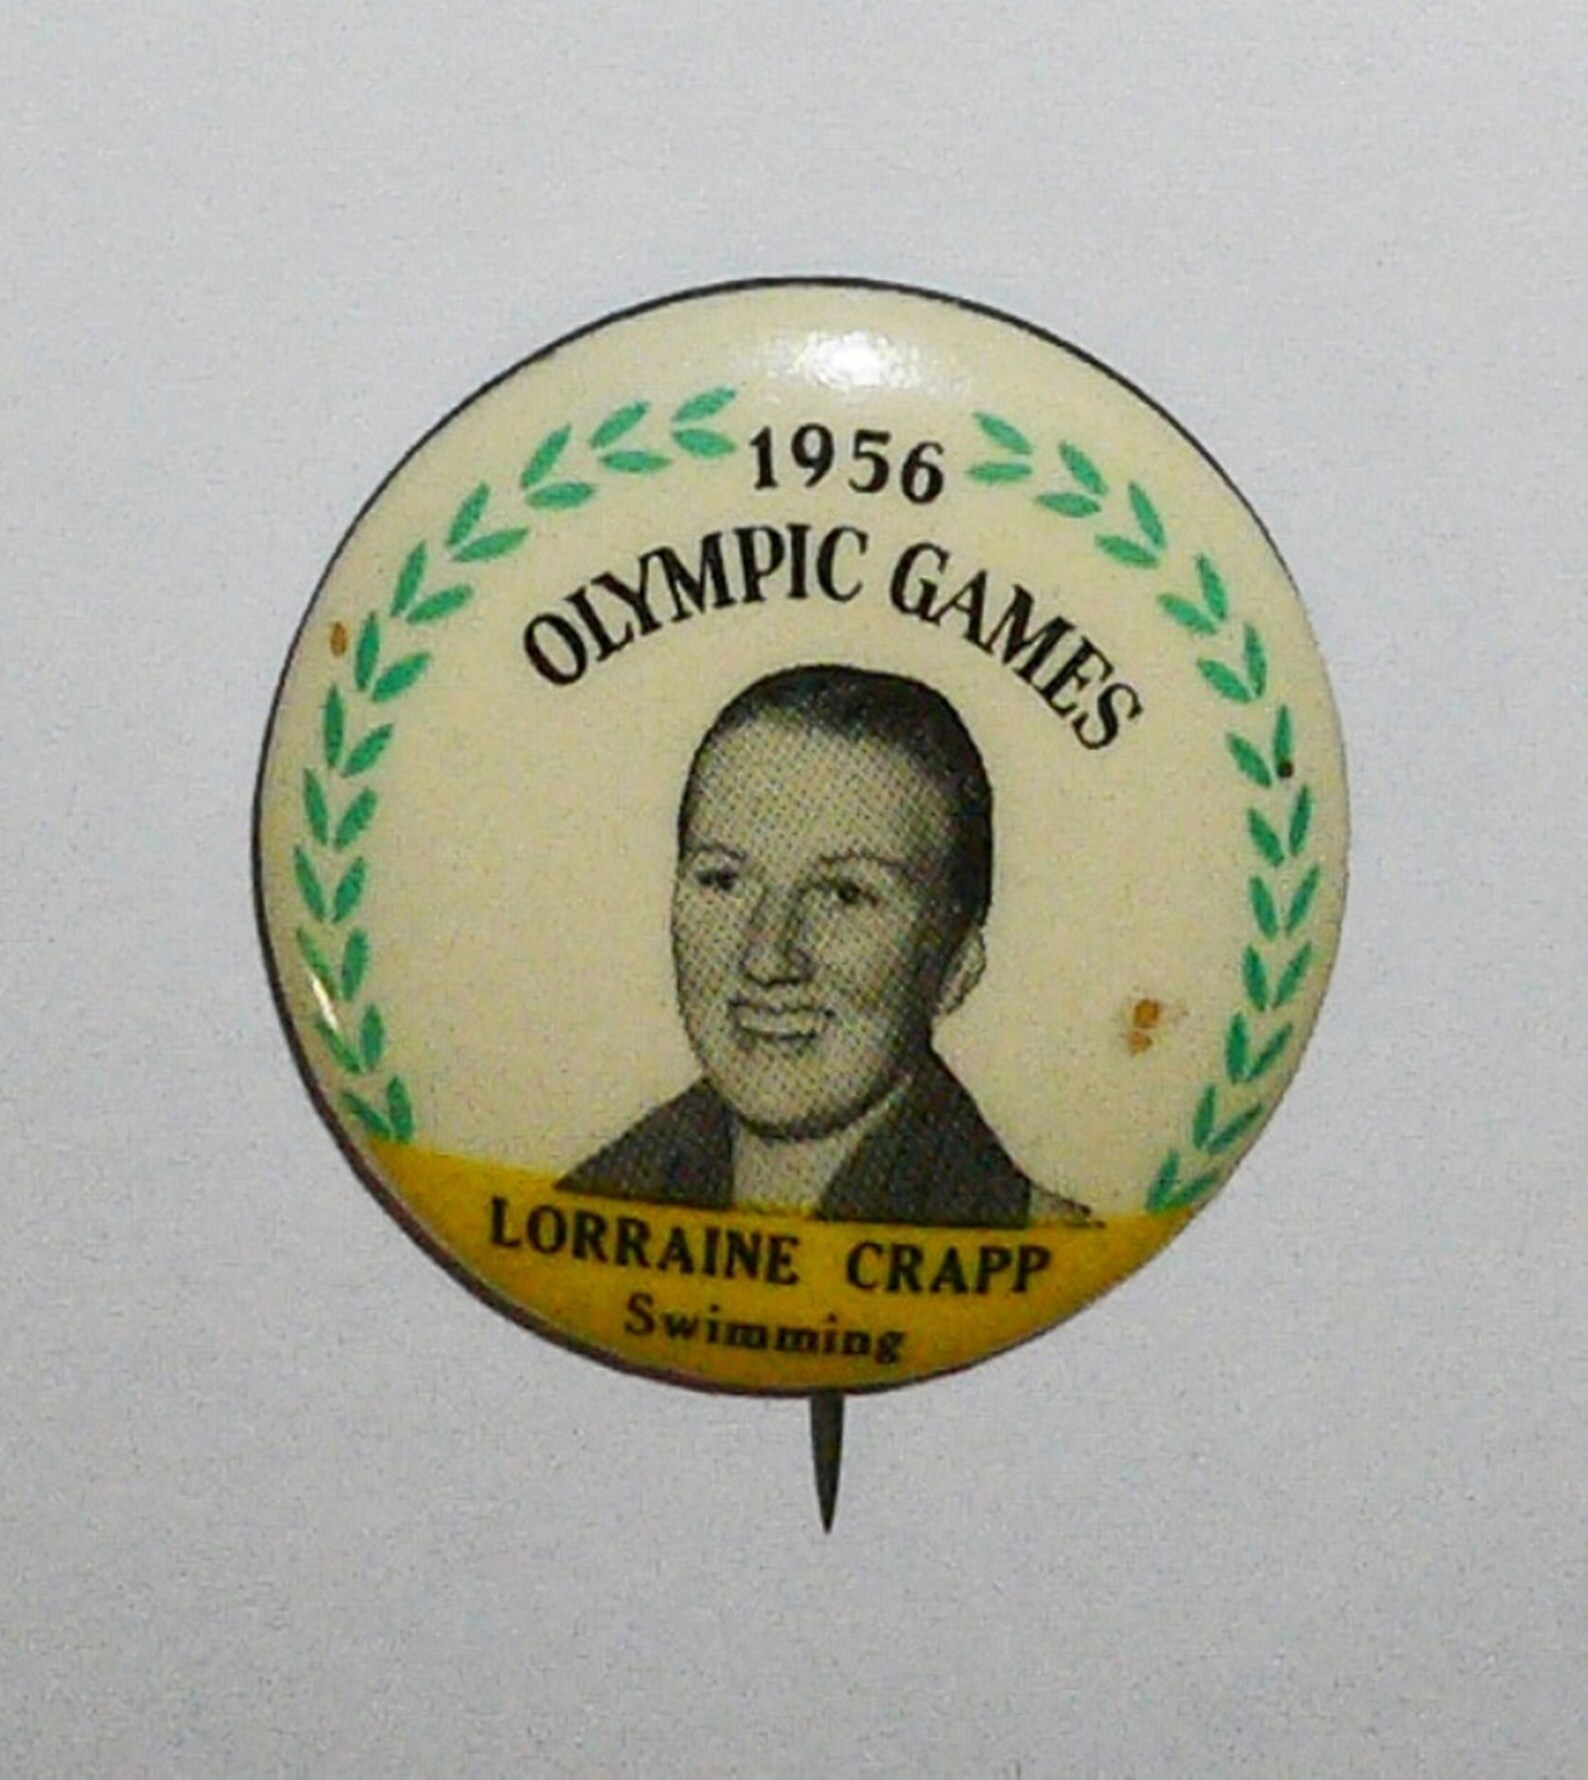 1956
OLYMPIC GAMES
LORRAINE CRAPP
Swimming